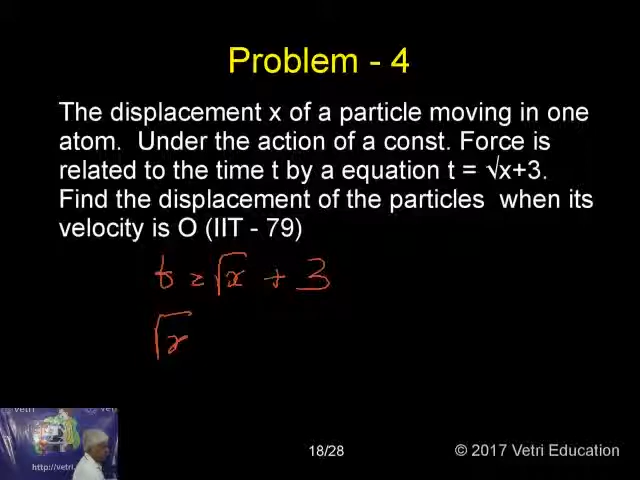 Problem - 4
The displacement x of a particle moving in one
atom. Under the action of a const. Force is
related to the time t by a equation t = √x+3.
Find the displacement of the particles when its
velocity is O (IIT - 79)
t = √x + 3
√x
vetri
http://vetri.
18/28
© 2017 Vetri Education